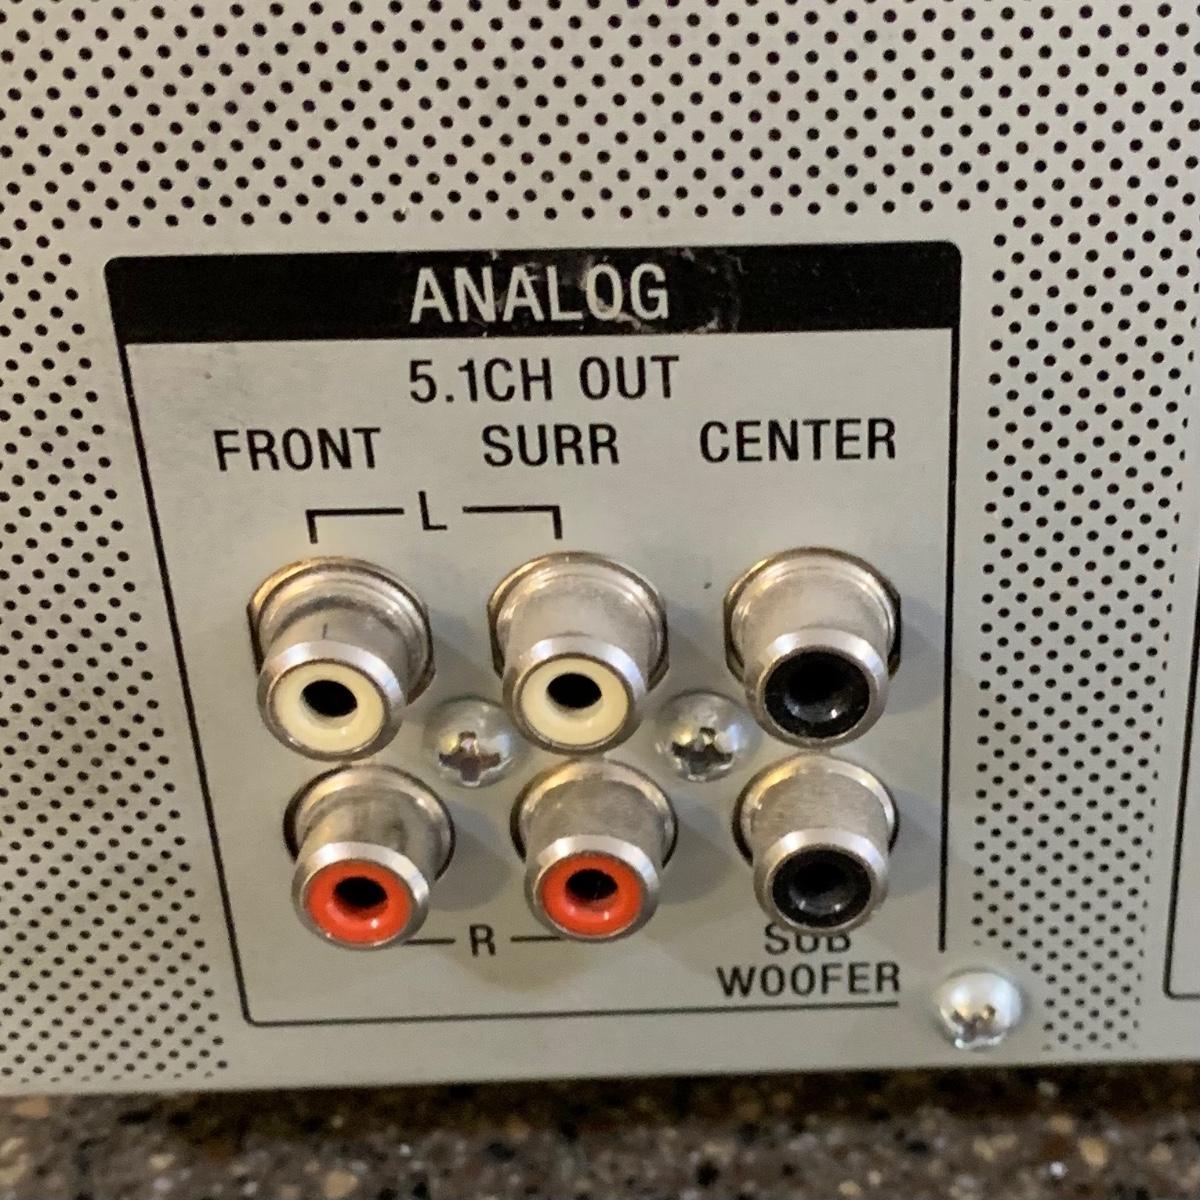 ANALOG
5.1CH OUT
FRONT SURR CENTER
L
R
SUB
WOOFER